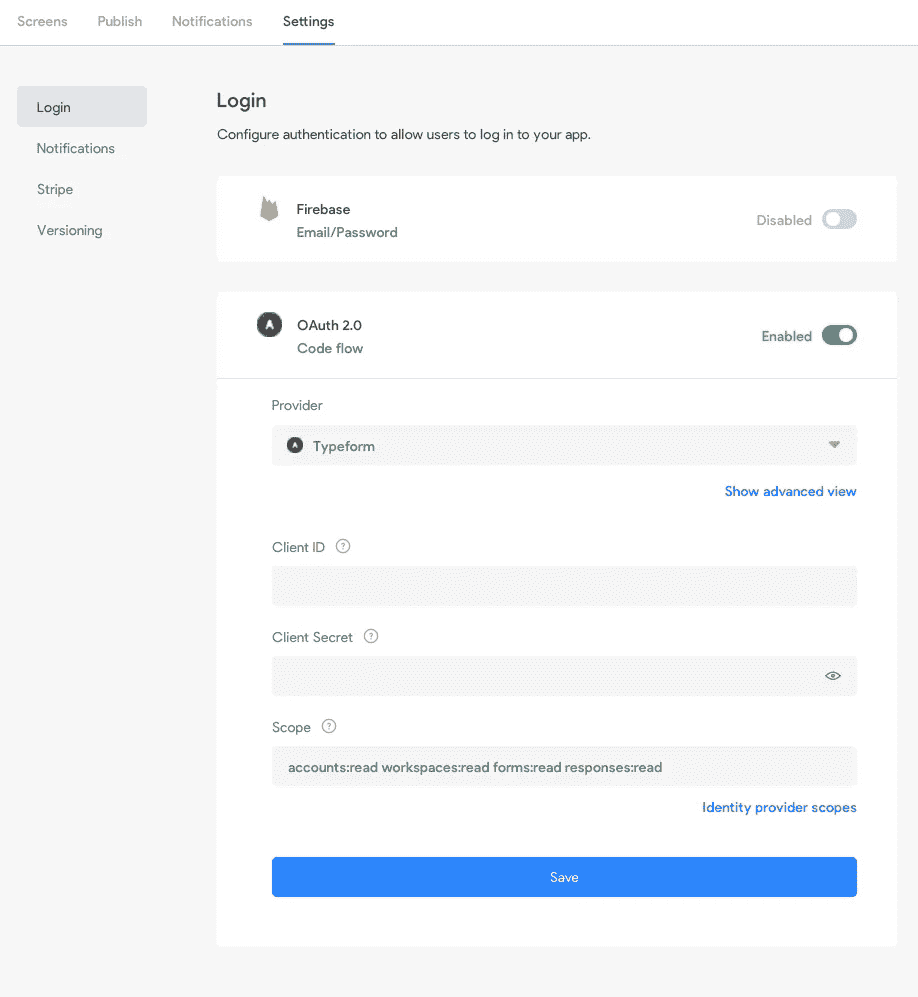 Screens Publish Notifications Settings
Login
Notifications
Stripe
Versioning
Login
Configure authentication to allow users to log in to your app.
Firebase
Email/Password
Disabled
A
OAuth 2.0
Code flow
Enabled
Provider
A Typeform
Show advanced view
Client ID ?
Client Secret ?
Scope ?
accounts:read workspaces:read forms:read responses:read
Identity provider scopes
Save